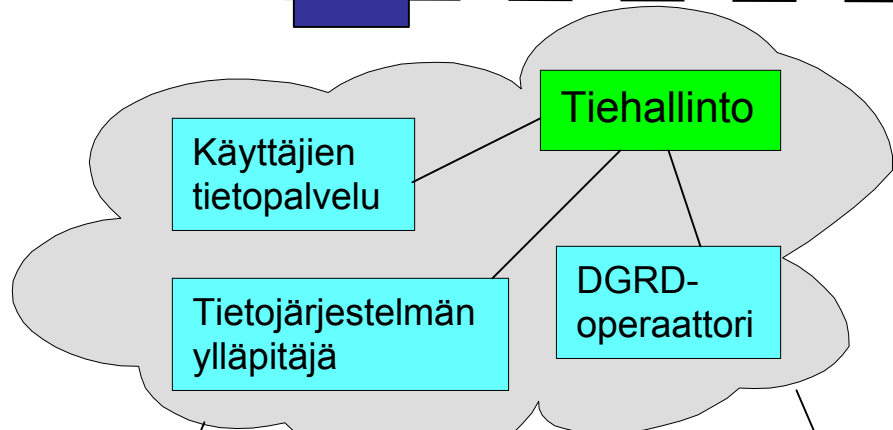 Tiehallinto
Käyttäjien
tietopalvelu
DGRD-
operaattori
Tietojärjestelmän
ylläpitäjä